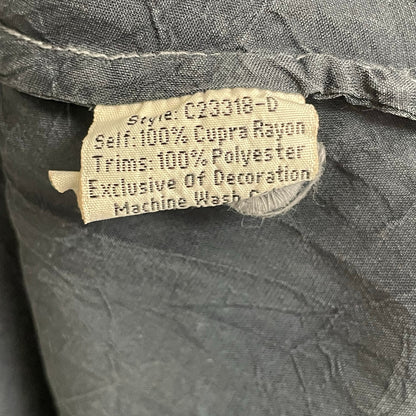 Style: C23318-D
Self: 100% Cupra Rayon
Trims: 100% Polyester
Exclusive Of Decoration
Machine Wash